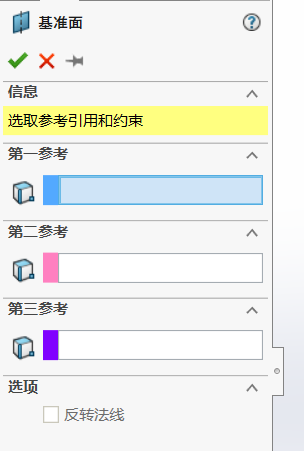 基准面
信息
选取参考引用和约束
第一参考
第二参考
第三参考
选项
反转法线